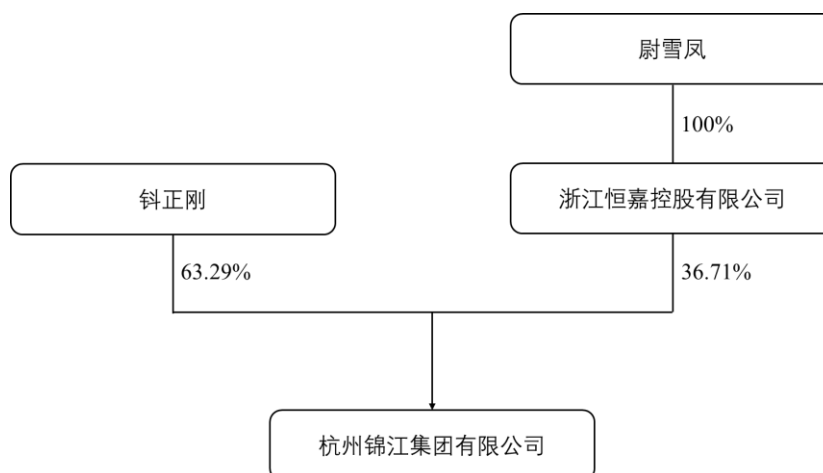 尉雪凤
100%
钭正刚
浙江恒嘉控股有限公司
63.29%
36.71%
杭州锦江集团有限公司